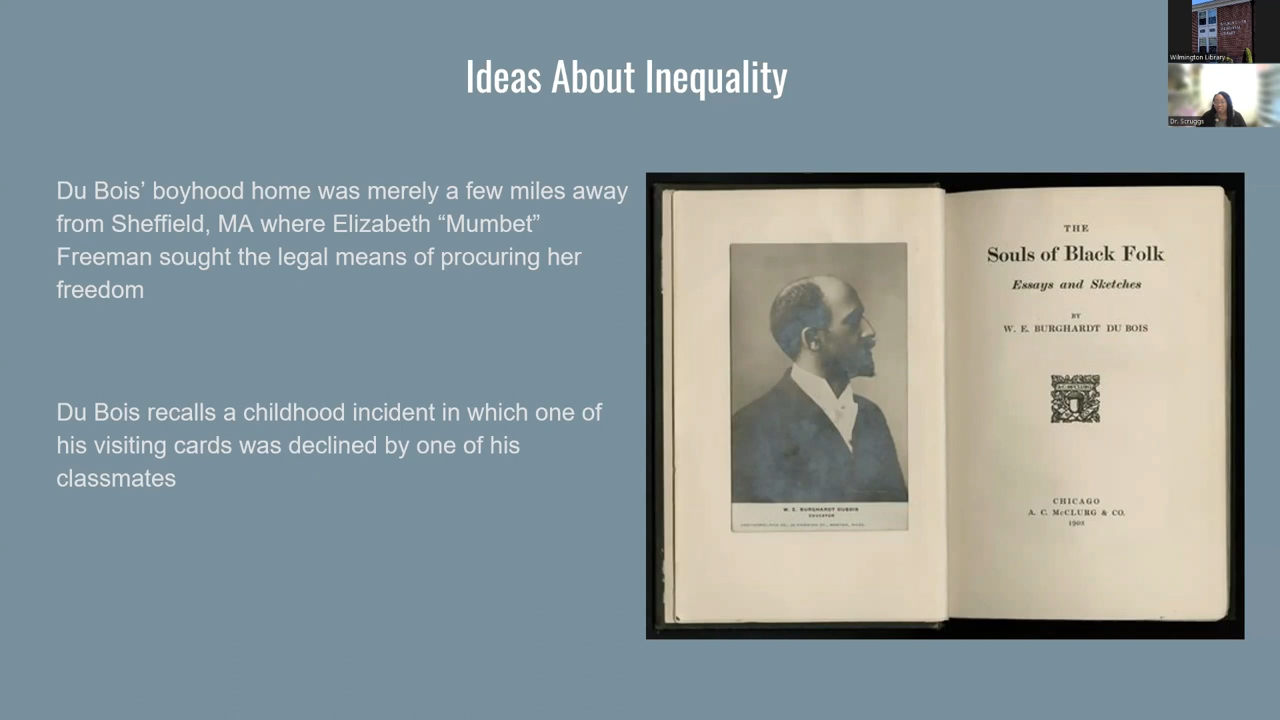 Ideas About Inequality
Wilmington Library
Dr. Scruggs
Du Bois’ boyhood home was merely a few miles away
from Sheffield, MA where Elizabeth “Mumbet”
Freeman sought the legal means of procuring her
freedom
Du Bois recalls a childhood incident in which one of
his visiting cards was declined by one of his
classmates
W. E. BURGHARDT DUBOIS
EDUCATOR
THE
Souls of Black Folk
Essays and Sketches
BY
W. E. BURGHARDT DU BOIS
CHICAGO
A. C. McCLURG & CO.
1903